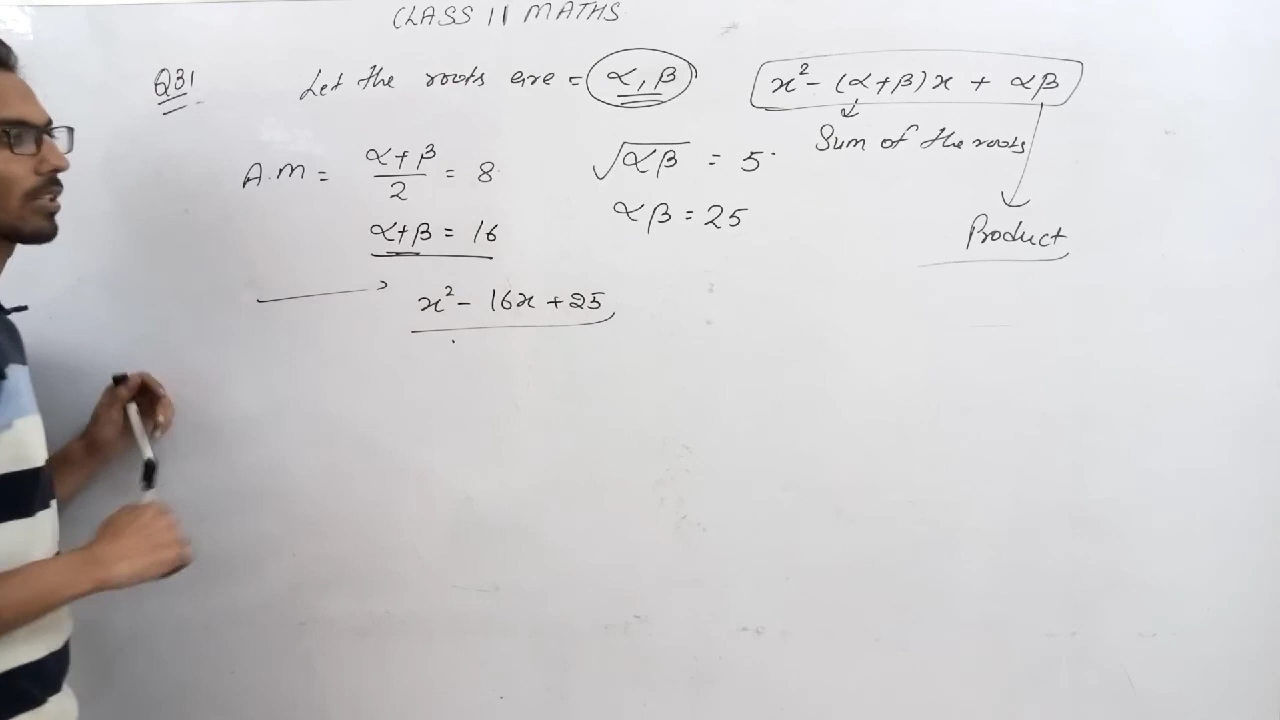 CLASS 11 MATHS
Q31 Let the roots are = α, β
x² - (α+β)x + αβ
Sum of the roots
Product
A.M = α+β/2 = 8
α+β = 16
√αβ = 5
αβ = 25
x² - 16x + 25